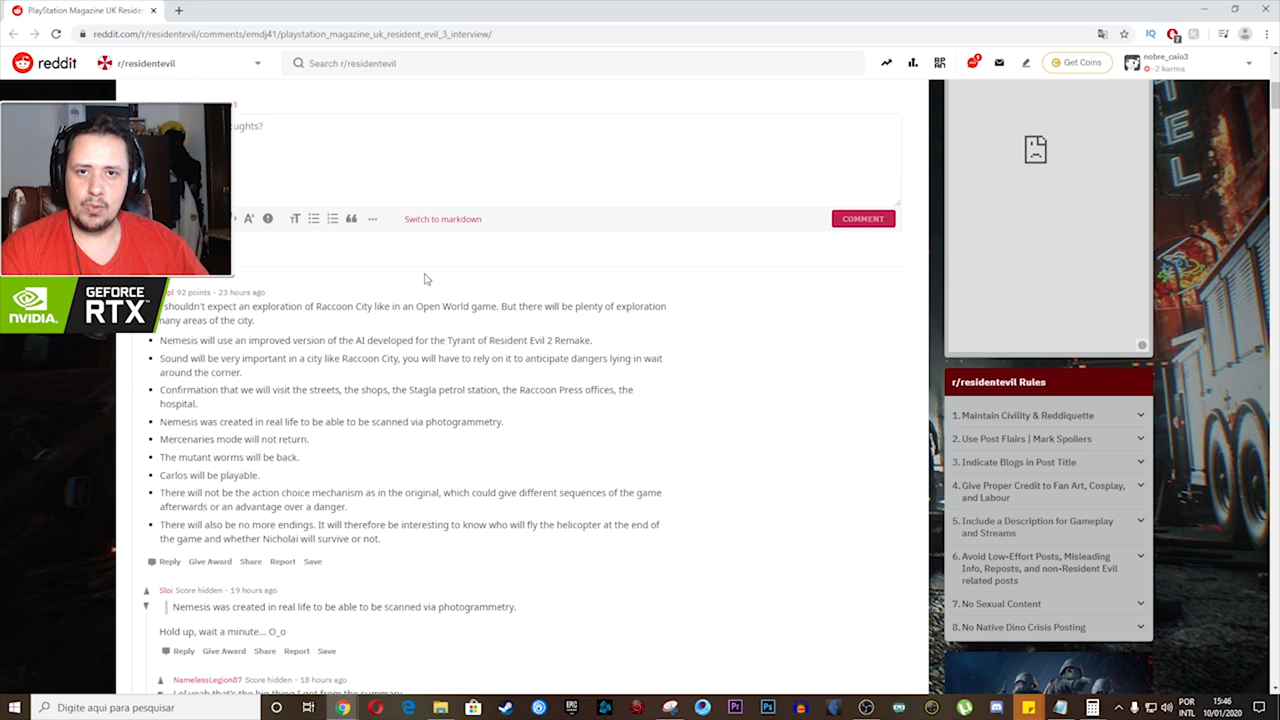 PlayStation Magazine UK Reside
reddit.com/r/residentevil/comments/emdj41/playstation_magazine_uk_resident_evil_3_interview/
reddit
r/residentevil
Search r/residentevil
Get Coins
nobre_caio3
2 karma
ughts?
Switch to markdown
COMMENT
92 points · 23 hours ago
shouldn't expect an exploration of Raccoon City like in an Open World game. But there will be plenty of exploration
many areas of the city.
Nemesis will use an improved version of the AI developed for the Tyrant of Resident Evil 2 Remake.
Sound will be very important in a city like Raccoon City, you will have to rely on it to anticipate dangers lying in wait
around the corner.
Confirmation that we will visit the streets, the shops, the Stagla petrol station, the Raccoon Press offices, the
hospital.
Nemesis was created in real life to be able to be scanned via photogrammetry.
Mercenaries mode will not return.
The mutant worms will be back.
Carlos will be playable.
There will not be the action choice mechanism as in the original, which could give different sequences of the game
afterwards or an advantage over a danger.
There will also be no more endings. It will therefore be interesting to know who will fly the helicopter at the end of
the game and whether Nicholai will survive or not.
Reply Give Award Share Report Save
Sloi Score hidden · 19 hours ago
Nemesis was created in real life to be able to be scanned via photogrammetry.
Hold up, wait a minute... O_o
Reply Give Award Share Report Save
NamelessLegion87 Score hidden · 18 hours ago
Lol yeah that's the big thing I got from the summary
r/residentevil Rules
1. Maintain Civility & Reddiquette
2. Use Post Flairs | Mark Spoilers
3. Indicate Blogs in Post Title
4. Give Proper Credit to Fan Art, Cosplay,
and Labour
5. Include a Description for Gameplay
and Streams
6. Avoid Low-Effort Posts, Misleading
Info, Reposts, and non-Resident Evil
related posts
7. No Sexual Content
8. No Native Dino Crisis Posting
NVIDIA.
GEFORCE
RTX
TEL
Digite aqui para pesquisar
POR
INTL
15:46
10/01/2020